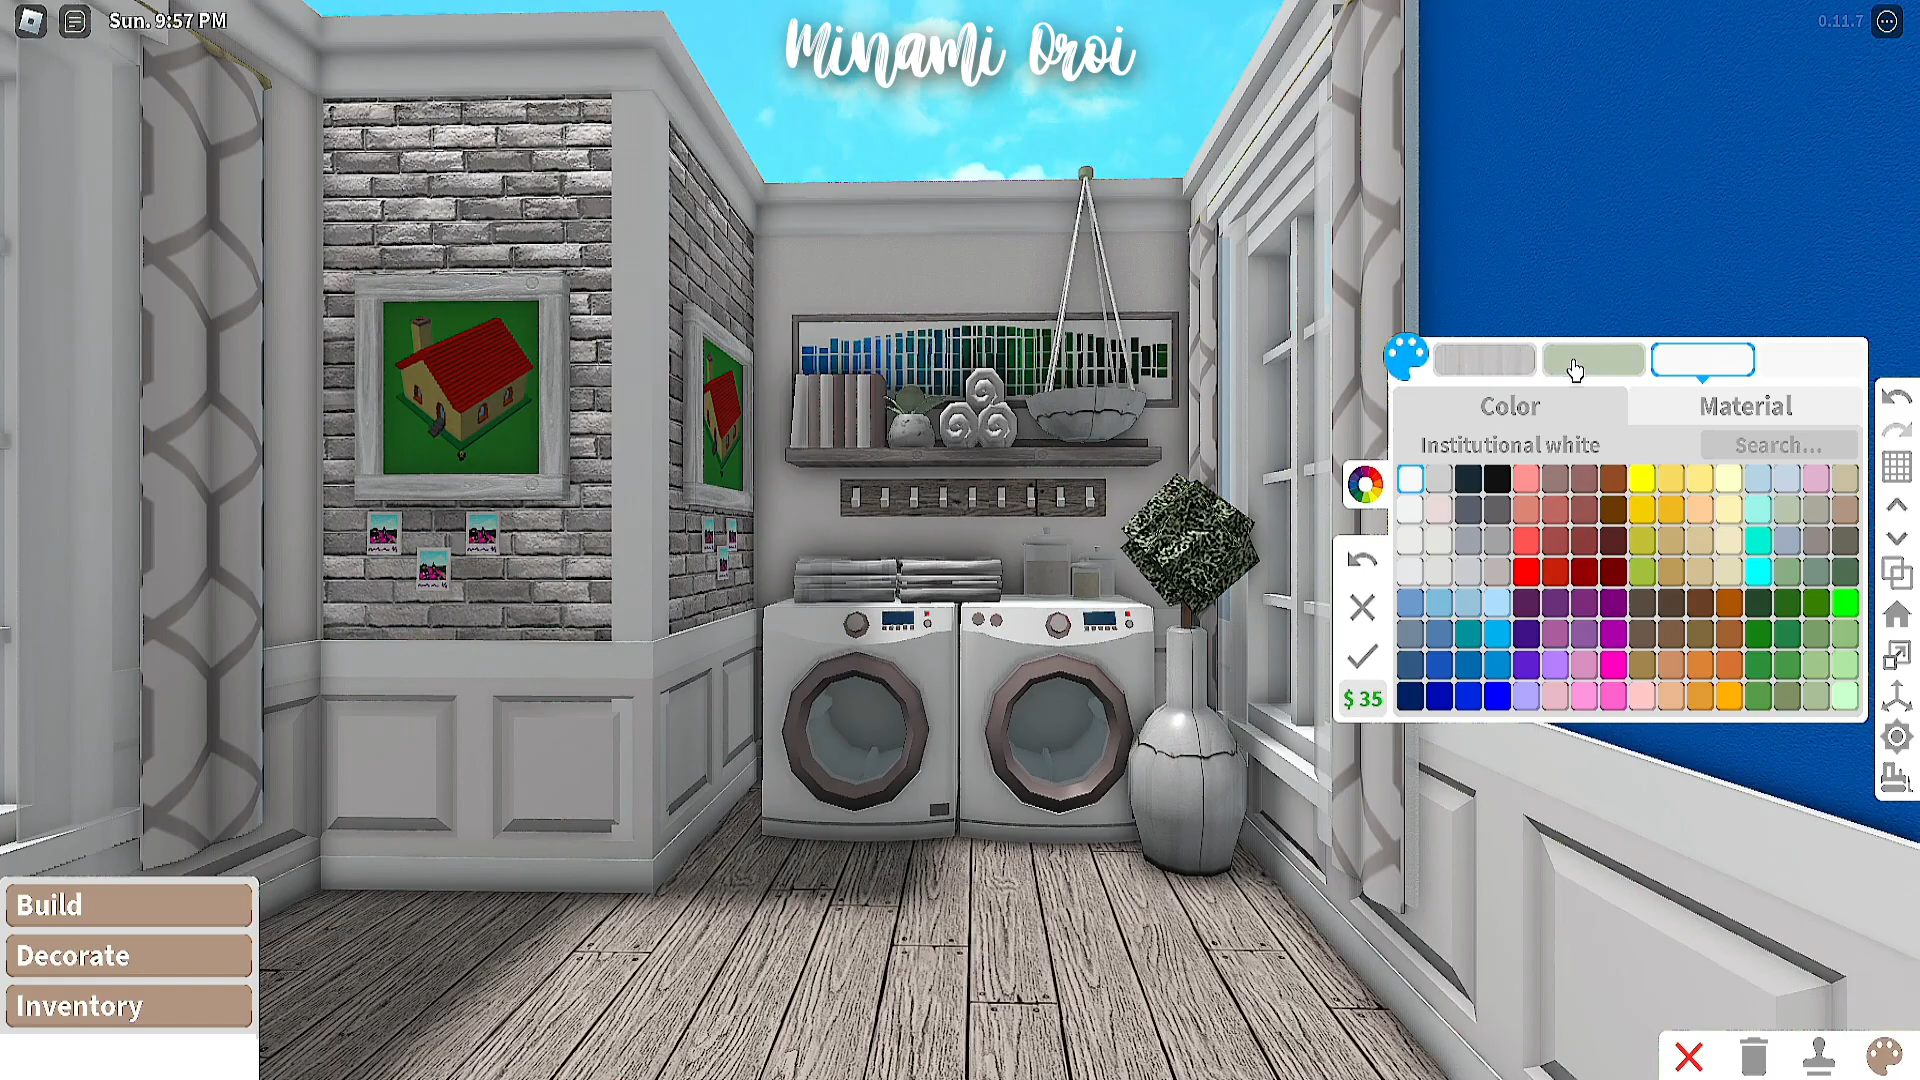 Sun. 9:57 PM
Minami Oroi
0.11.7
Color
Material
Institutional white
Search...
$ 35
Build
Decorate
Inventory